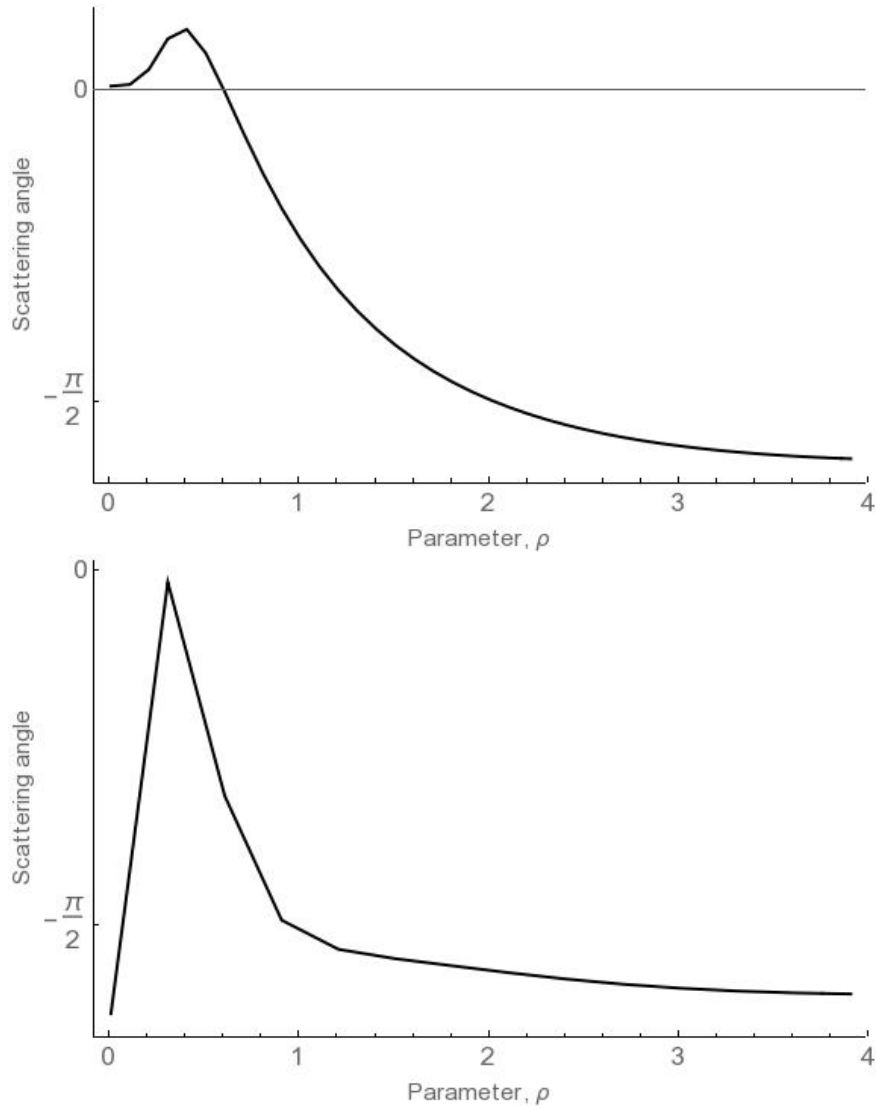 Scattering angle
0
-π/2
0 1 2 3 4
Parameter, ρ
Scattering angle
0
-π/2
0 1 2 3 4
Parameter, ρ